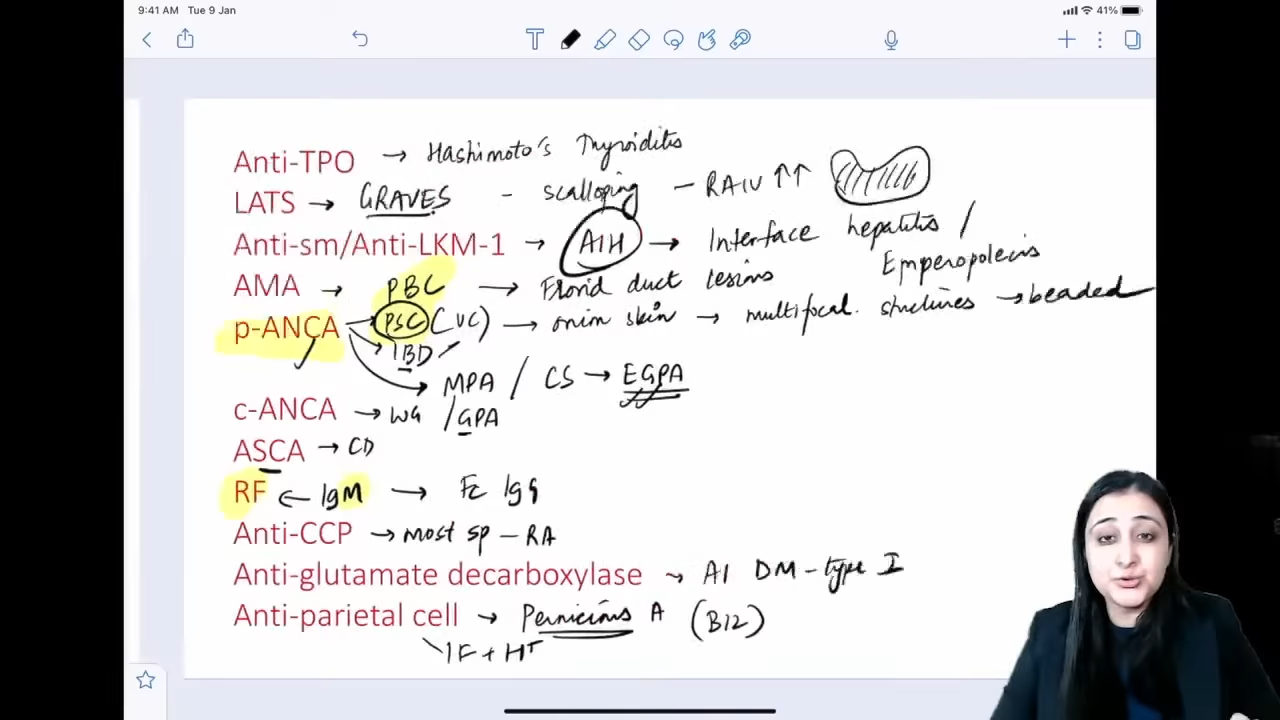 9:41 AM Tue 9 Jan 41%
Anti-TPO → Hashimoto's Thyroiditis
LATS → GRAVES - scalloping - RAIU ↑↑
Anti-sm/Anti-LKM-1 → AIH → Interface hepatitis /
Emperopolecis
AMA → PBC → Florid duct lesions
p-ANCA → PSC (UC) → onin skin → multifocal strictures → beaded
IBD
MPA / CS → EGPA
c-ANCA → WG / GPA
ASCA → CD
RF ← IgM → Fc IgG
Anti-CCP → most sp - RA
Anti-glutamate decarboxylase → AI DM - type I
Anti-parietal cell → Pernicious A (B12)
IF + H+